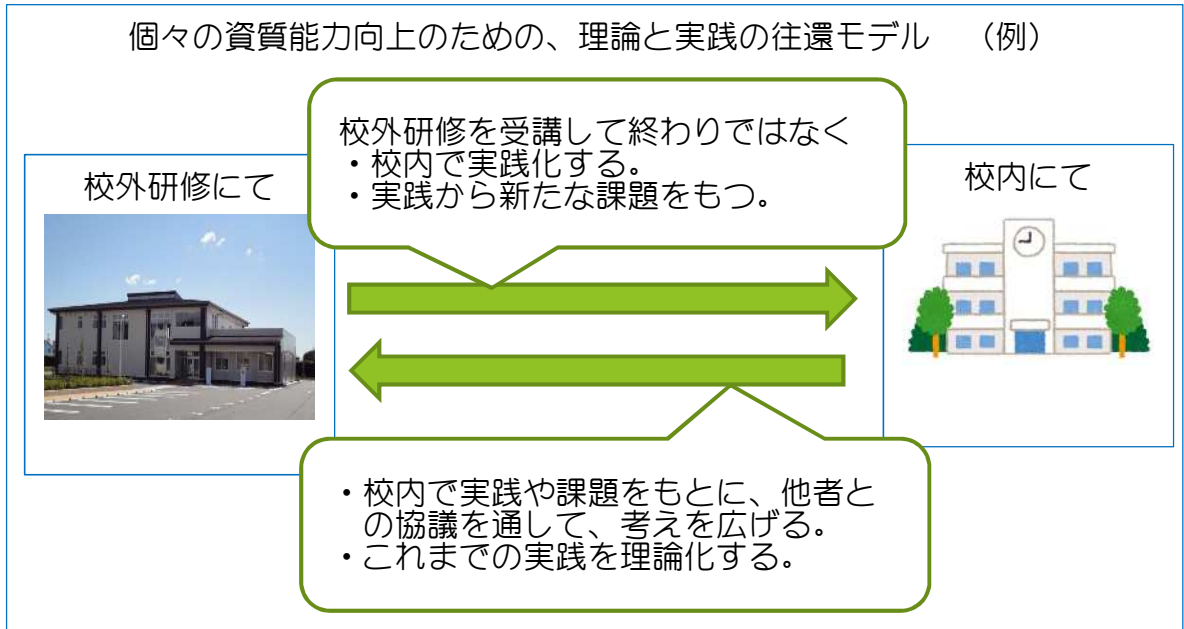 個々の資質能力向上のための、理論と実践の往還モデル　（例）
校外研修を受講して終わりではなく
・校内で実践化する。
・実践から新たな課題をもつ。
校外研修にて
校内にて
・校内で実践や課題をもとに、他者と
の協議を通して、考えを広げる。
・これまでの実践を理論化する。